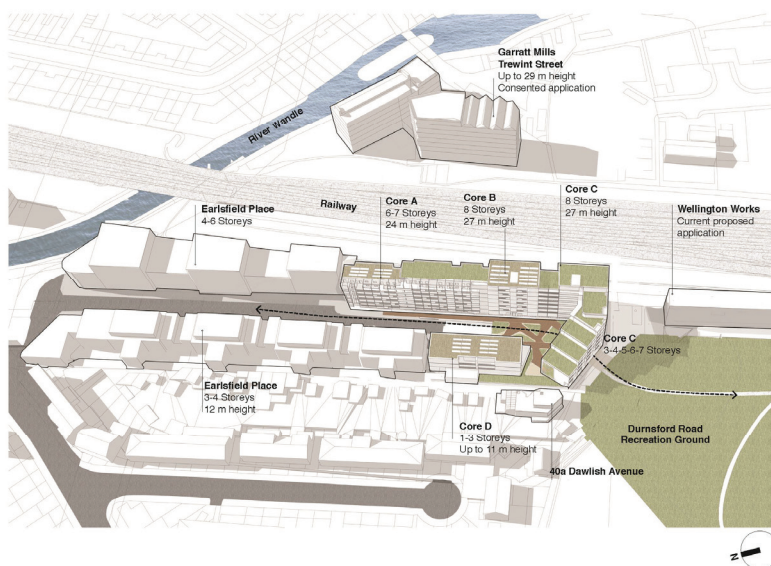 Garratt Mills
Trewint Street
Up to 29 m height
Consented application
River Wandle
Railway
Earlsfield Place
4-6 Storeys
Core A
6-7 Storeys
24 m height
Core B
8 Storeys
27 m height
Core C
8 Storeys
27 m height
Wellington Works
Current proposed
application
Core C
3-4-5-6-7 Storeys
Earlsfield Place
3-4 Storeys
12 m height
Core D
1-3 Storeys
Up to 11 m height
Durnsford Road
Recreation Ground
40a Dawlish Avenue
N